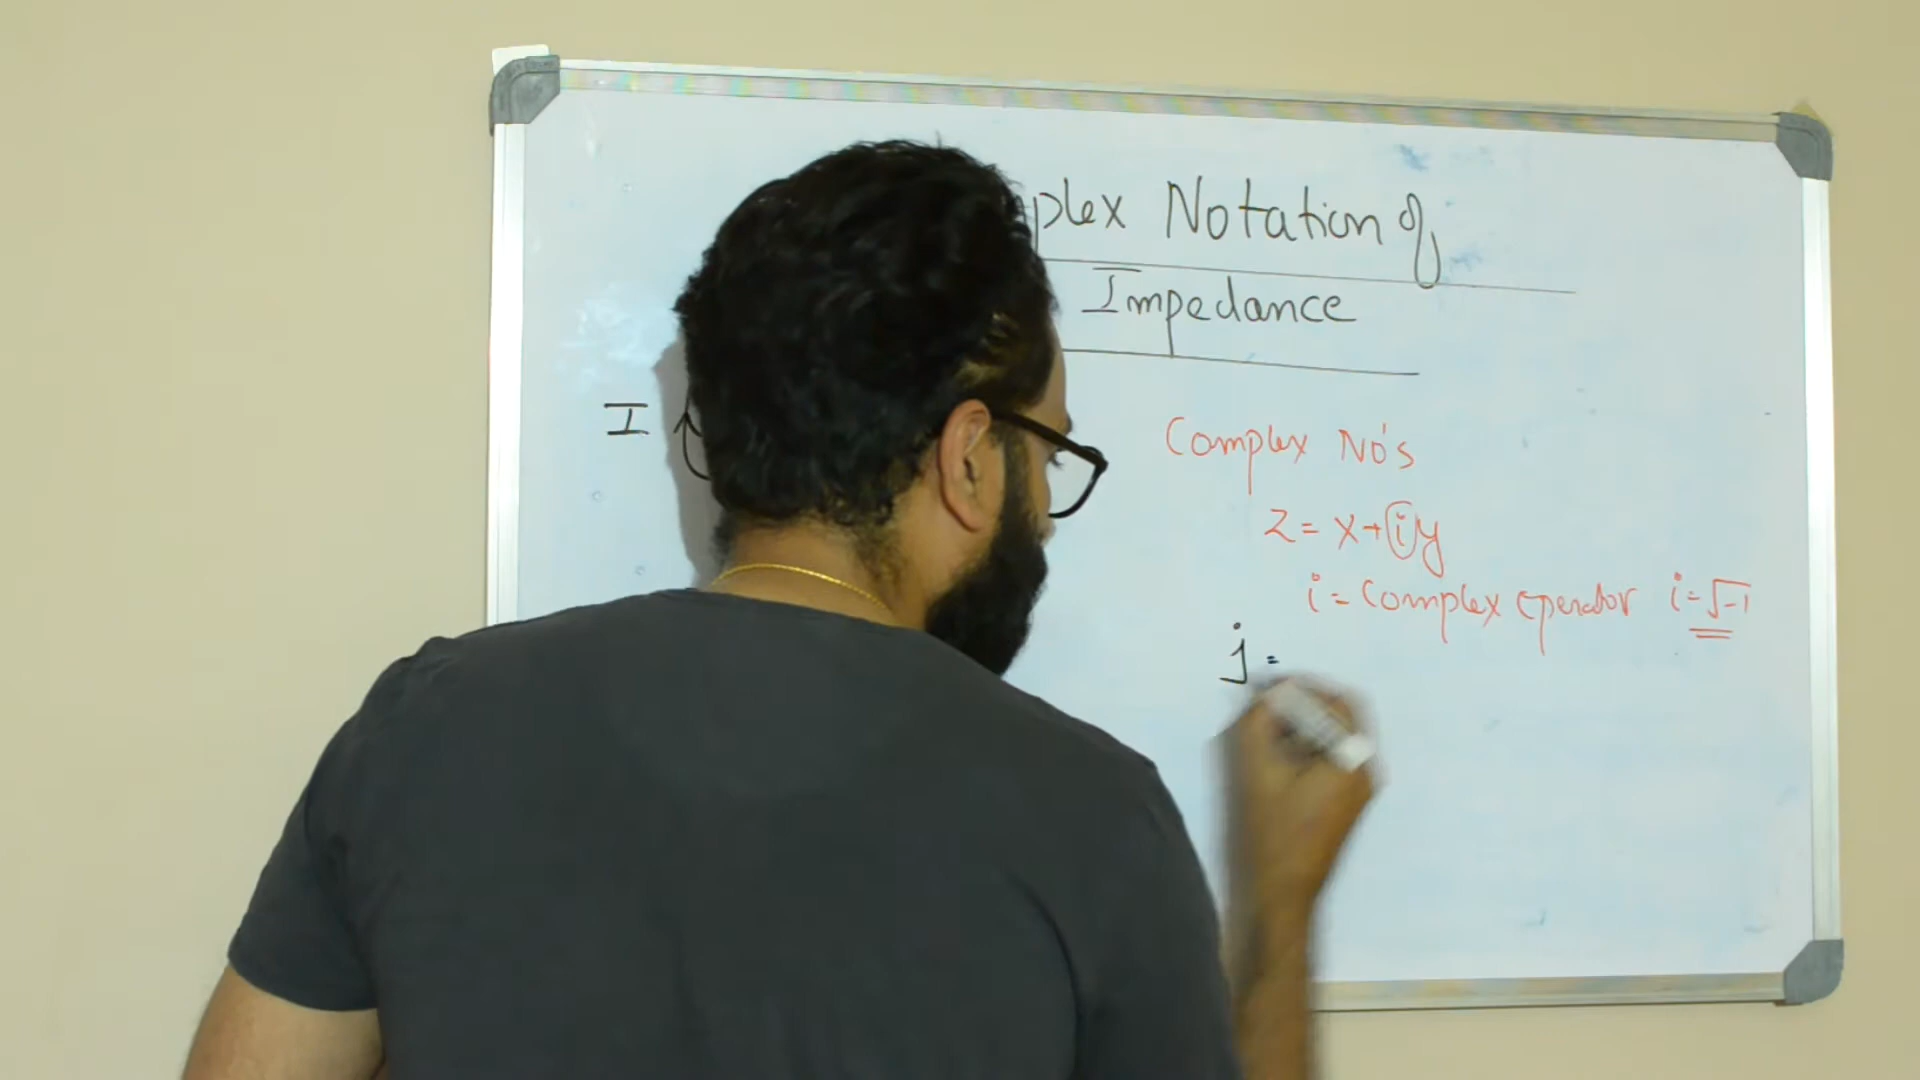 plex Notation of
Impedance
I
Complex No's
z = x + iy
i = Complex operator i = √-1
j =